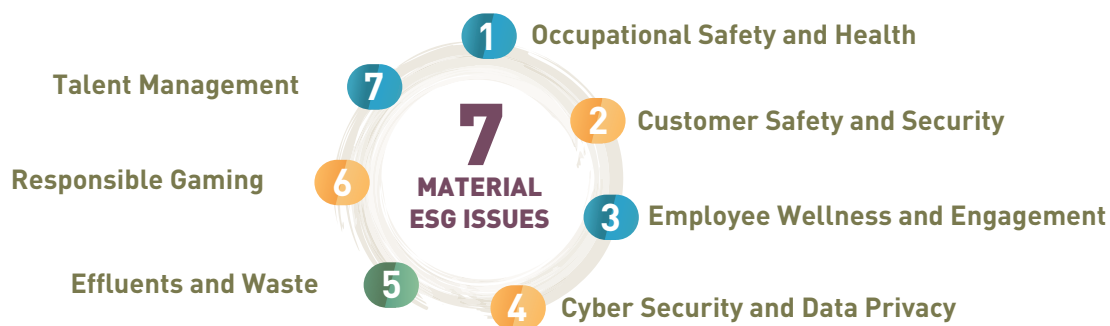 1 Occupational Safety and Health
2 Customer Safety and Security
3 Employee Wellness and Engagement
4 Cyber Security and Data Privacy
5 Effluents and Waste
6 Responsible Gaming
7 Talent Management
7
MATERIAL
ESG ISSUES